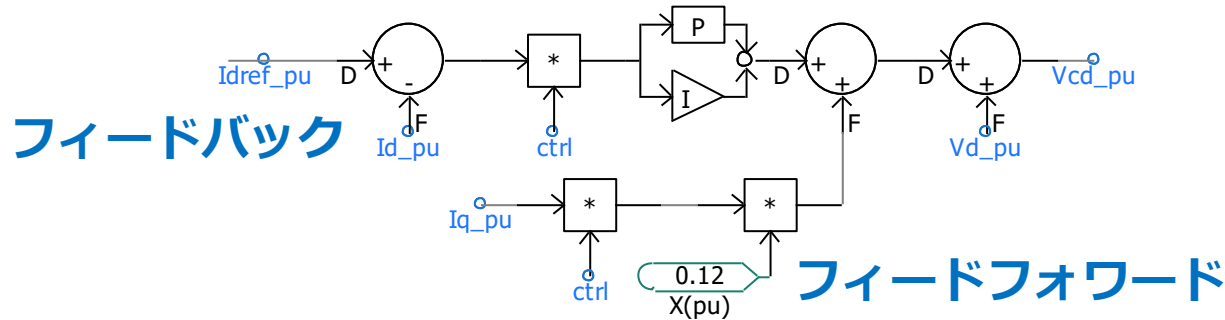 P
Idref_pu
D
+
-
*
I
D
+
+
D
+
+
Vcd_pu
フィードバック
F
Id_pu
ctrl
F
F
Vd_pu
Iq_pu
*
*
ctrl
0.12
X(pu)
フィードフォワード